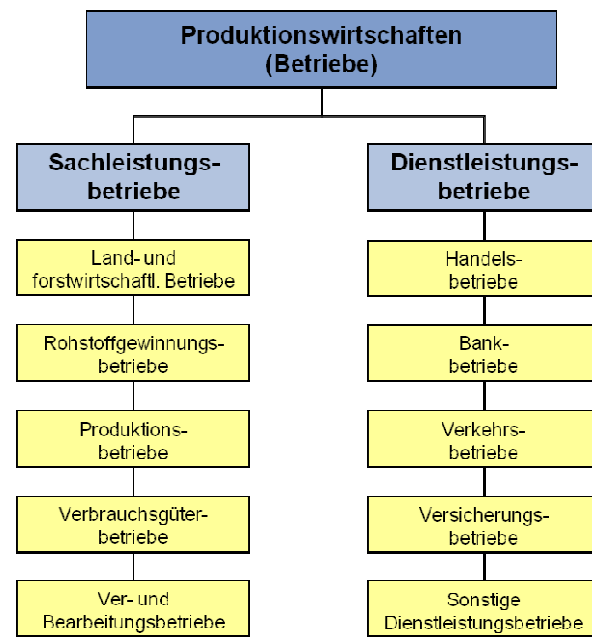 Produktionswirtschaften
(Betriebe)
Sachleistungs-
betriebe
Land- und
forstwirtschaftl. Betriebe
Rohstoffgewinnungs-
betriebe
Produktions-
betriebe
Verbrauchsgüter-
betriebe
Ver- und
Bearbeitungsbetriebe
Dienstleistungs-
betriebe
Handels-
betriebe
Bank-
betriebe
Verkehrs-
betriebe
Versicherungs-
betriebe
Sonstige
Dienstleistungsbetriebe